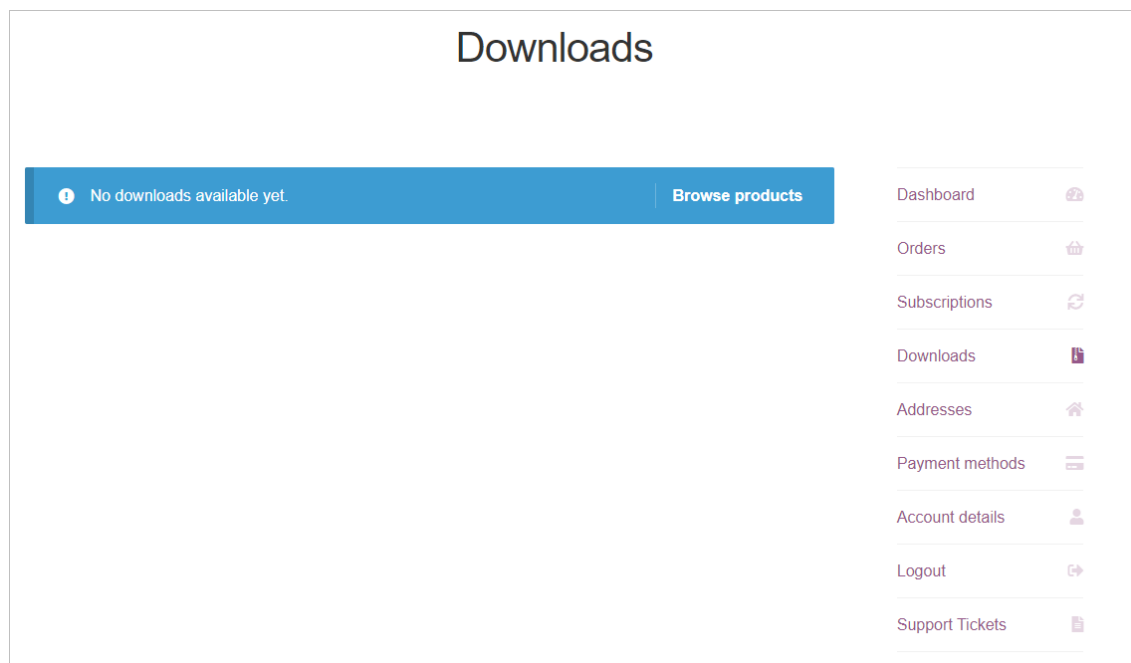 Downloads
No downloads available yet.
Browse products
Dashboard
Orders
Subscriptions
Downloads
Addresses
Payment methods
Account details
Logout
Support Tickets